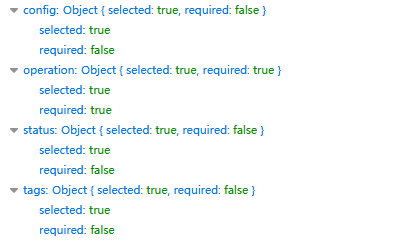 config: Object { selected: true, required: false }
selected: true
required: false
operation: Object { selected: true, required: true }
selected: true
required: true
status: Object { selected: true, required: false }
selected: true
required: false
tags: Object { selected: true, required: false }
selected: true
required: false